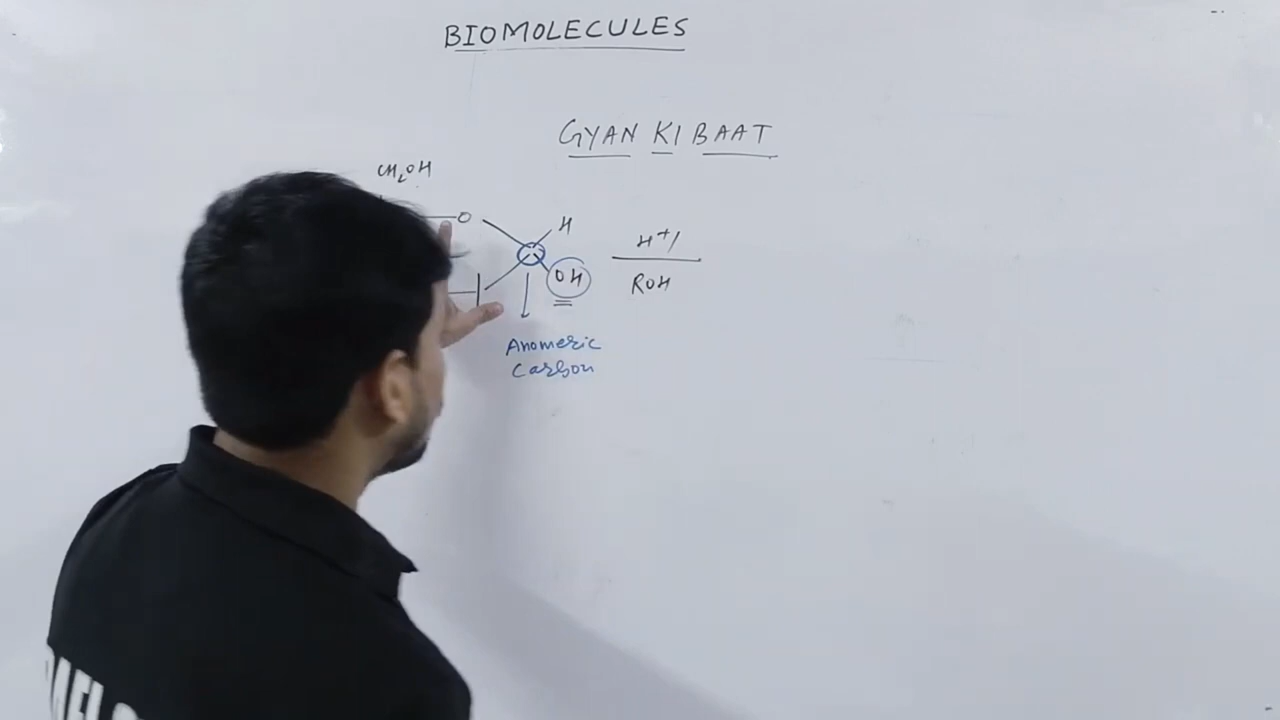 BIOMOLECULES
GYAN KI BAAT
CH2OH
O
H
OH
H+/
ROH
Anomeric
Carbon